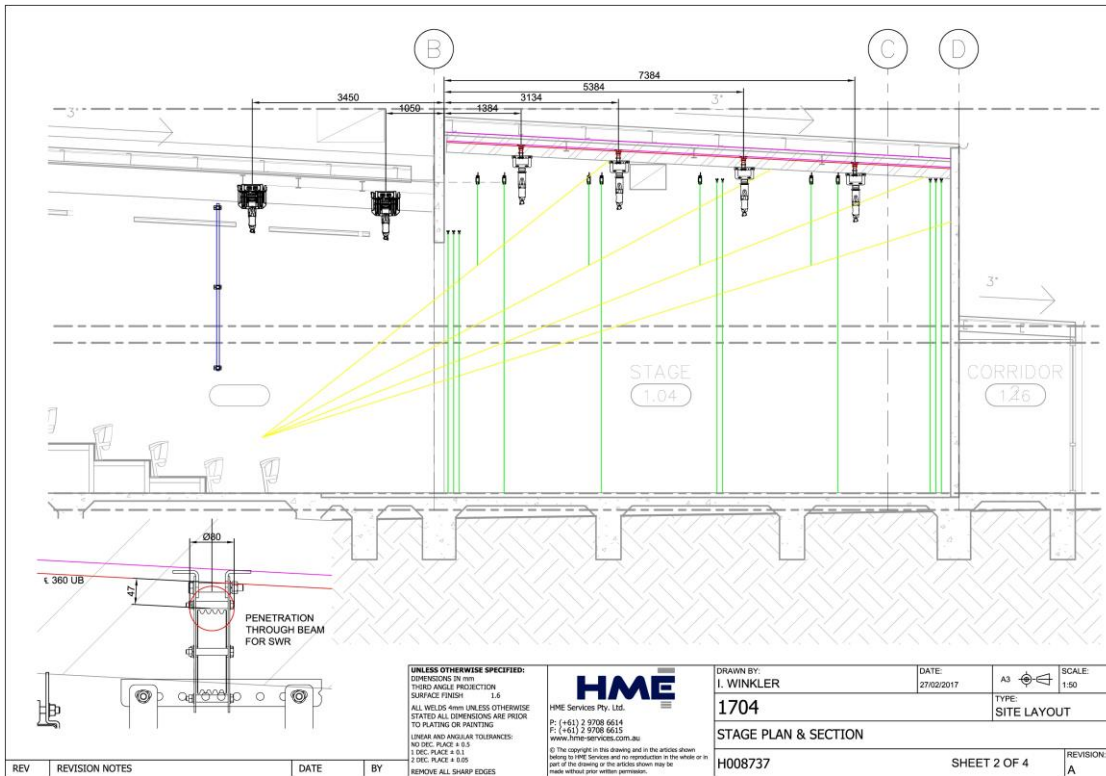 B
C
D
7384
5384
3450
3134
1050
1384
3°
3°
3°
STAGE
1.04
CORRIDOR
Ø80
360 UB
47
PENETRATION
THROUGH BEAM
FOR SWR
REV
REVISION NOTES
DATE
BY
UNLESS OTHERWISE SPECIFIED:
DIMENSIONS IN mm
THIRD ANGLE PROJECTION
SURFACE FINISH 1.6
ALL WELDS 4mm UNLESS OTHERWISE
STATED ALL DIMENSIONS ARE PRIOR
TO PLATING OR PAINTING
LINEAR AND ANGULAR TOLERANCES:
NO DEC. PLACE ± 0.5
1 DEC. PLACE ± 0.1
2 DEC. PLACE ± 0.05
REMOVE ALL SHARP EDGES
HME
HME Services Pty. Ltd.
P: (+61) 2 9708 6614
F: (+61) 2 9708 6615
www.hme-services.com.au
© The copyright in this drawing and in the articles shown
belong to HME Services and no reproduction in the whole or in
part of the drawing or the articles shown may be
made without prior written permission.
DRAWN BY:
I. WINKLER
DATE:
27/02/2017
A3
SCALE:
1:50
1704
TYPE:
SITE LAYOUT
STAGE PLAN & SECTION
H008737
SHEET 2 OF 4
REVISION:
A